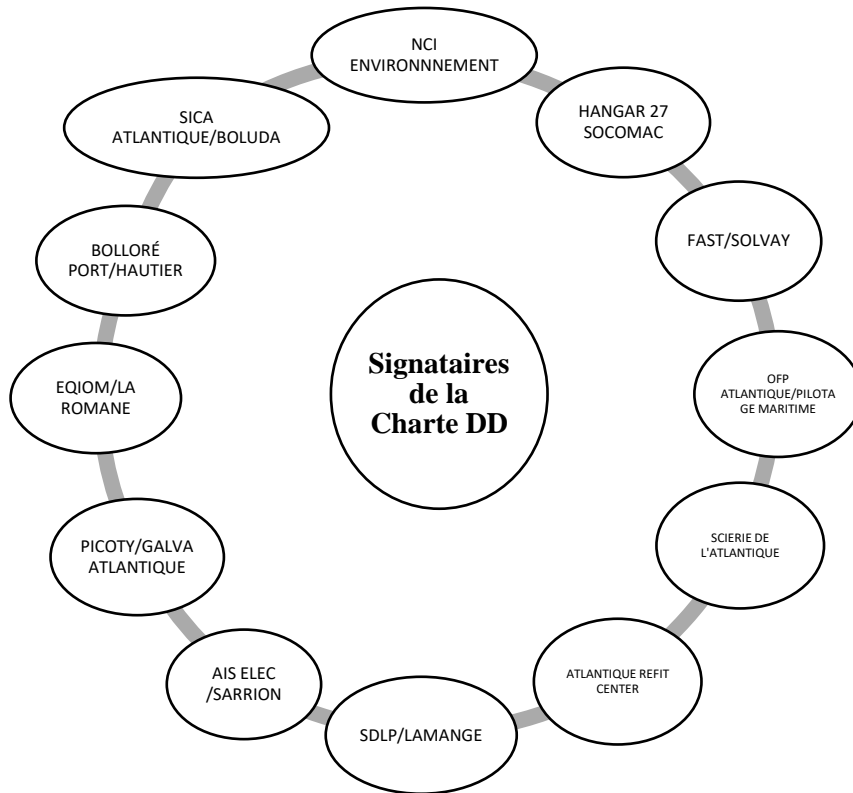 NCI
ENVIRONNNEMENT
HANGAR 27
SOCOMAC
FAST/SOLVAY
OFP
ATLANTIQUE/PILOTA
GE MARITIME
SCIERIE DE
L'ATLANTIQUE
ATLANTIQUE REFIT
CENTER
SDLP/LAMANGE
AIS ELEC
/SARRION
PICOTY/GALVA
ATLANTIQUE
EQIOM/LA
ROMANE
BOLLORÉ
PORT/HAUTIER
SICA
ATLANTIQUE/BOLUDA
Signataires
de la
Charte DD